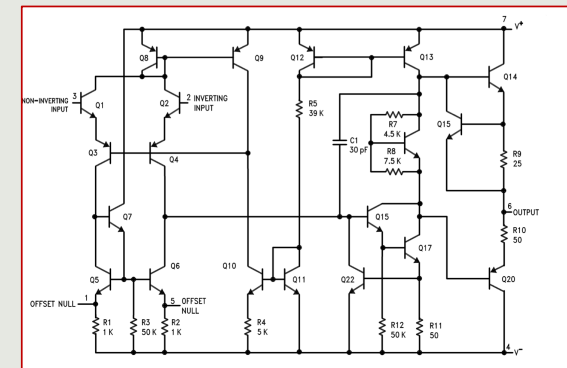 7 V+
Q8
Q9
Q12
Q13
Q14
3
NON-INVERTING
INPUT
Q1
Q2
2 INVERTING
INPUT
R5
39 K
R7
4.5 K
Q15
C1
30 pF
R8
7.5 K
R9
25
Q3
Q4
6
OUTPUT
Q7
Q15
R10
50
Q5
Q6
Q10
Q11
Q22
Q17
Q20
OFFSET NULL 1
5 OFFSET
NULL
R1
1 K
R3
50 K
R2
1 K
R4
5 K
R12
50 K
R11
50
4 V-